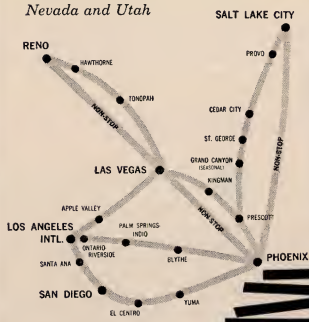 Nevada and Utah
SALT LAKE CITY
RENO
HAWTHORNE
PROVO
TONOPAH
NON-STOP
CEDAR CITY
ST. GEORGE
NON-STOP
GRAND CANYON
(SEASONAL)
LAS VEGAS
KINGMAN
APPLE VALLEY
NON-STOP
PRESCOTT
LOS ANGELES
INTL.
PALM SPRINGS
INDIO
ONTARIO
RIVERSIDE
BLYTHE
PHOENIX
SANTA ANA
SAN DIEGO
YUMA
EL CENTRO